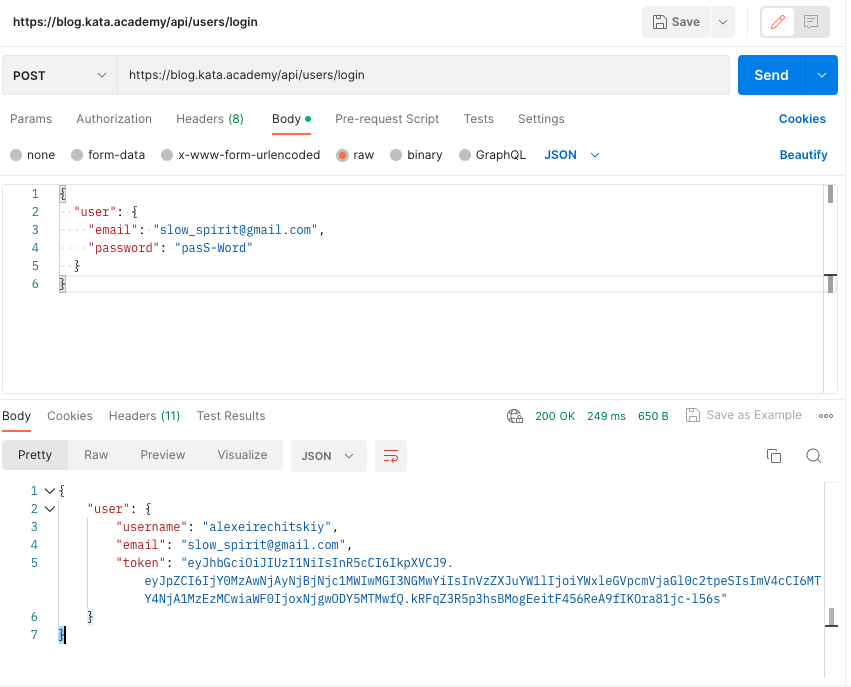 https://blog.kata.academy/api/users/login
Save
POST
https://blog.kata.academy/api/users/login
Send
Params Authorization Headers (8) Body Pre-request Script Tests Settings Cookies
none form-data x-www-form-urlencoded raw binary GraphQL JSON Beautify
1 {
2 "user": {
3 "email": "slow_spirit@gmail.com",
4 "password": "pasS-Word"
5 }
6 }
Body Cookies Headers (11) Test Results 200 OK 249 ms 650 B Save as Example
Pretty Raw Preview Visualize JSON
1 {
2 "user": {
3 "username": "alexeirechitskiy",
4 "email": "slow_spirit@gmail.com",
5 "token": "eyJhbGciOiJIUzI1NiIsInR5cCI6IkpXVCJ9.
eyJpZCI6IjY0MzAwNjAyNjBjNjc1MWIwMGI3NGMwYiIsInVzZXJuYW1lIjoiYWxleGVpcmVjaGl0c2tpeSIsImV4cCI6MT
Y4NjA1MzEzMCwiaWF0IjoxNjgwODY5MTMwfQ.kRFqZ3R5p3hsBMogEeitF456ReA9fIKOra81jc-l56s"
6 }
7 }